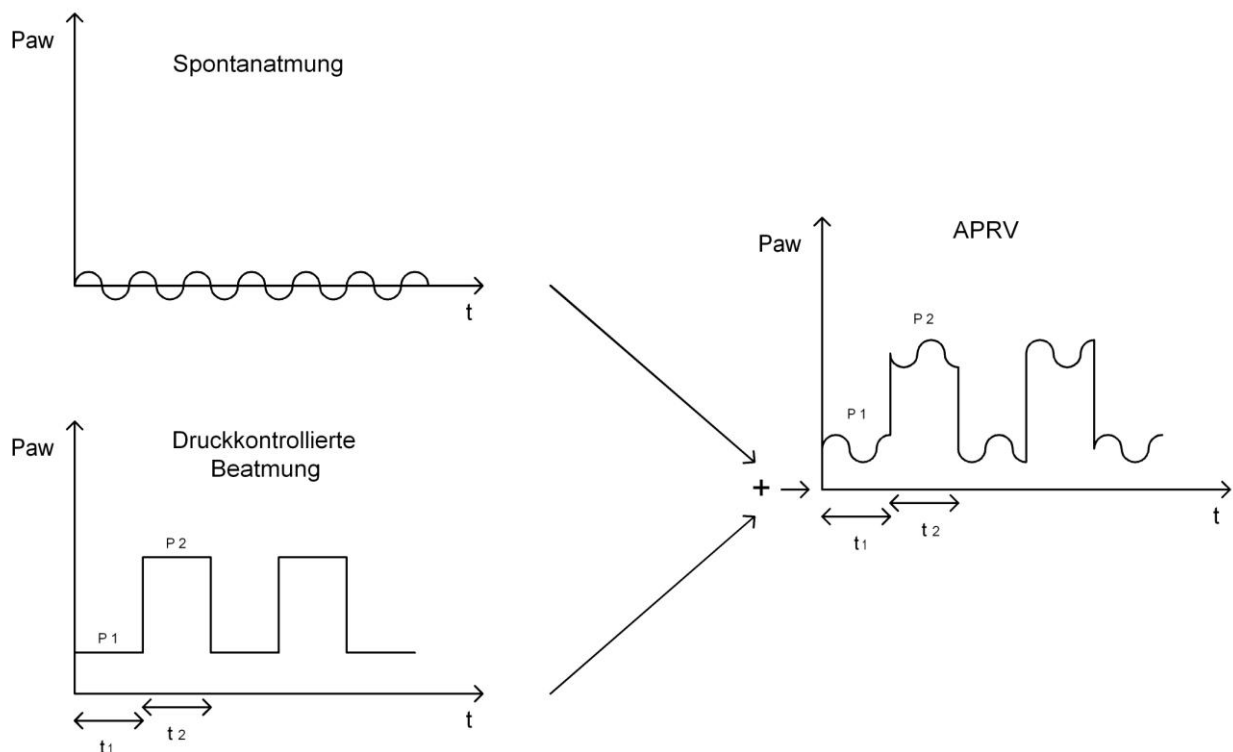 Paw
Spontanatmung
t
Paw
Druckkontrollierte
Beatmung
P 2
P 1
t
t1
t 2
+
Paw
APRV
P 2
P 1
t
t1
t 2